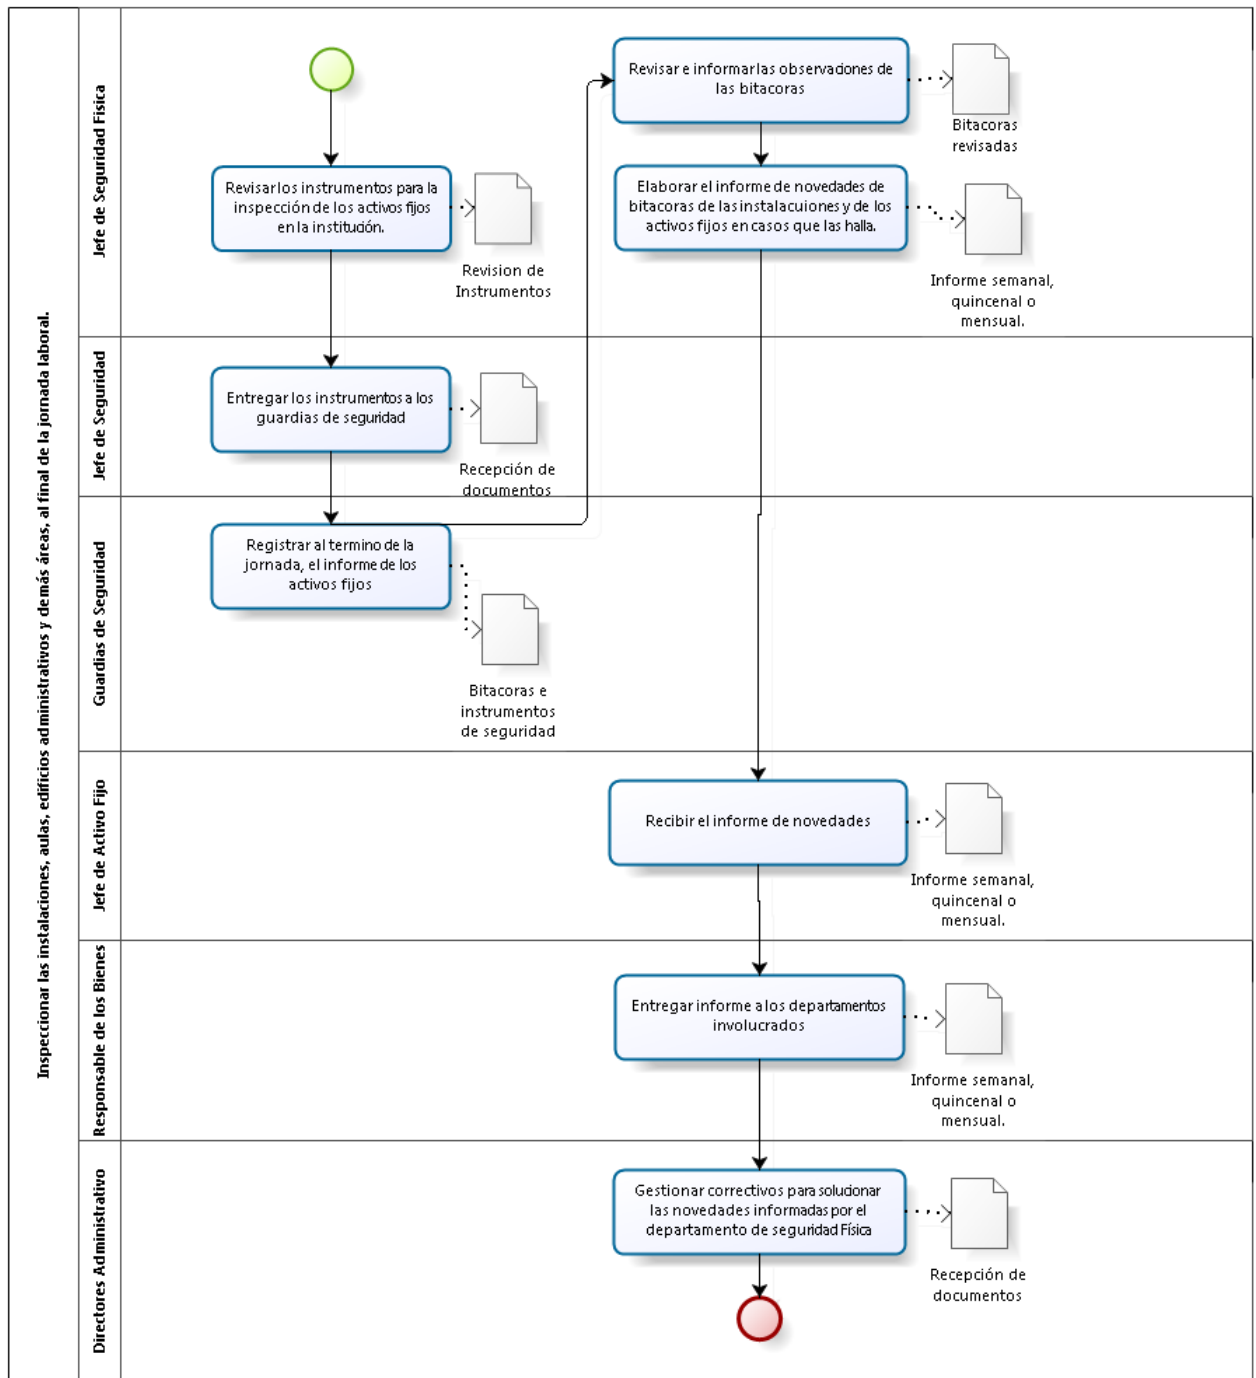 Inspeccionar las instalaciones, aulas, edificios administrativos y demás áreas, al final de la jornada laboral.
Jefe de Seguridad Fisica
Revisar los instrumentos para la
inspección de los activos fijos
en la institución.
Revision de
Instrumentos
Revisar e informar las observaciones de
las bitacoras
Bitacoras
revisadas
Elaborar el informe de novedades de
bitacoras de las instalacuiones y de los
activos fijos en casos que las halla.
Informe semanal,
quincenal o
mensual.
Jefe de Seguridad
Entregar los instrumentos a los
guardias de seguridad
Recepción de
documentos
Guardias de Seguridad
Registrar al termino de la
jornada, el informe de los
activos fijos
Bitacoras e
instrumentos
de seguridad
Jefe de Activo Fijo
Recibir el informe de novedades
Informe semanal,
quincenal o
mensual.
Responsable de los Bienes
Entregar informe a los departamentos
involucrados
Informe semanal,
quincenal o
mensual.
Directores Administrativo
Gestionar correctivos para solucionar
las novedades informadas por el
departamento de seguridad Física
Recepción de
documentos